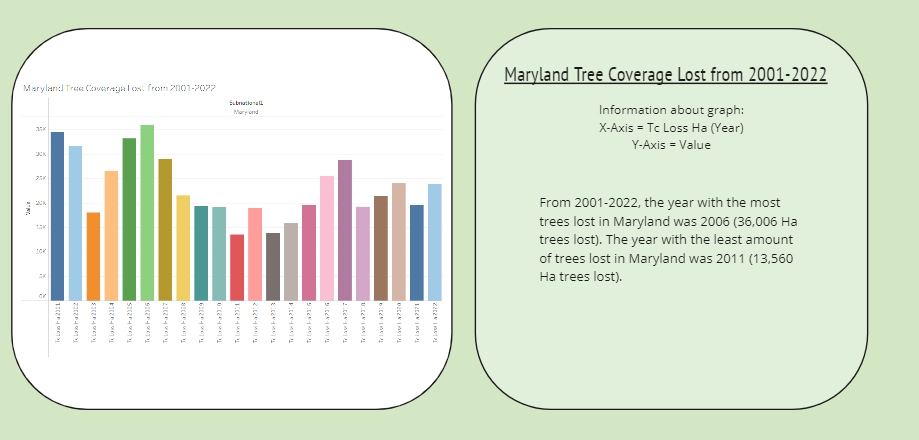 Maryland Tree Coverage Lost from 2001-2022
Subnational1
Maryland
Value
35K
30K
25K
20K
15K
10K
5K
0K
Tc Loss Ha 2001
Tc Loss Ha 2002
Tc Loss Ha 2003
Tc Loss Ha 2004
Tc Loss Ha 2005
Tc Loss Ha 2006
Tc Loss Ha 2007
Tc Loss Ha 2008
Tc Loss Ha 2009
Tc Loss Ha 2010
Tc Loss Ha 2011
Tc Loss Ha 2012
Tc Loss Ha 2013
Tc Loss Ha 2014
Tc Loss Ha 2015
Tc Loss Ha 2016
Tc Loss Ha 2017
Tc Loss Ha 2018
Tc Loss Ha 2019
Tc Loss Ha 2020
Tc Loss Ha 2021
Tc Loss Ha 2022
Maryland Tree Coverage Lost from 2001-2022
Information about graph:
X-Axis = Tc Loss Ha (Year)
Y-Axis = Value
From 2001-2022, the year with the most
trees lost in Maryland was 2006 (36,006 Ha
trees lost). The year with the least amount
of trees lost in Maryland was 2011 (13,560
Ha trees lost).